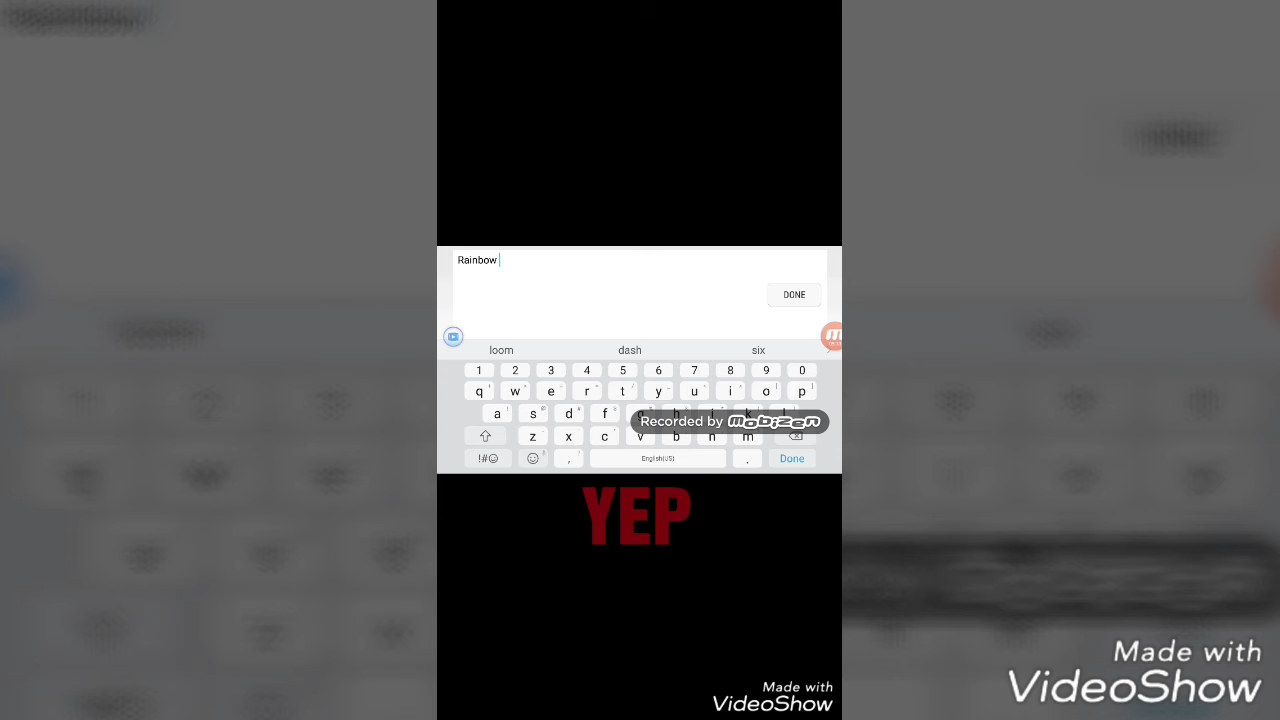 Rainbow
DONE
loom dash six
1 2 3 4 5 6 7 8 9 0
q w e r t y u i o p
a s d f g h j k l
Recorded by mobizen
z x c v b n m
!#☺ , English(US) . Done
YEP
Made with
VideoShow
Made with
VideoShow